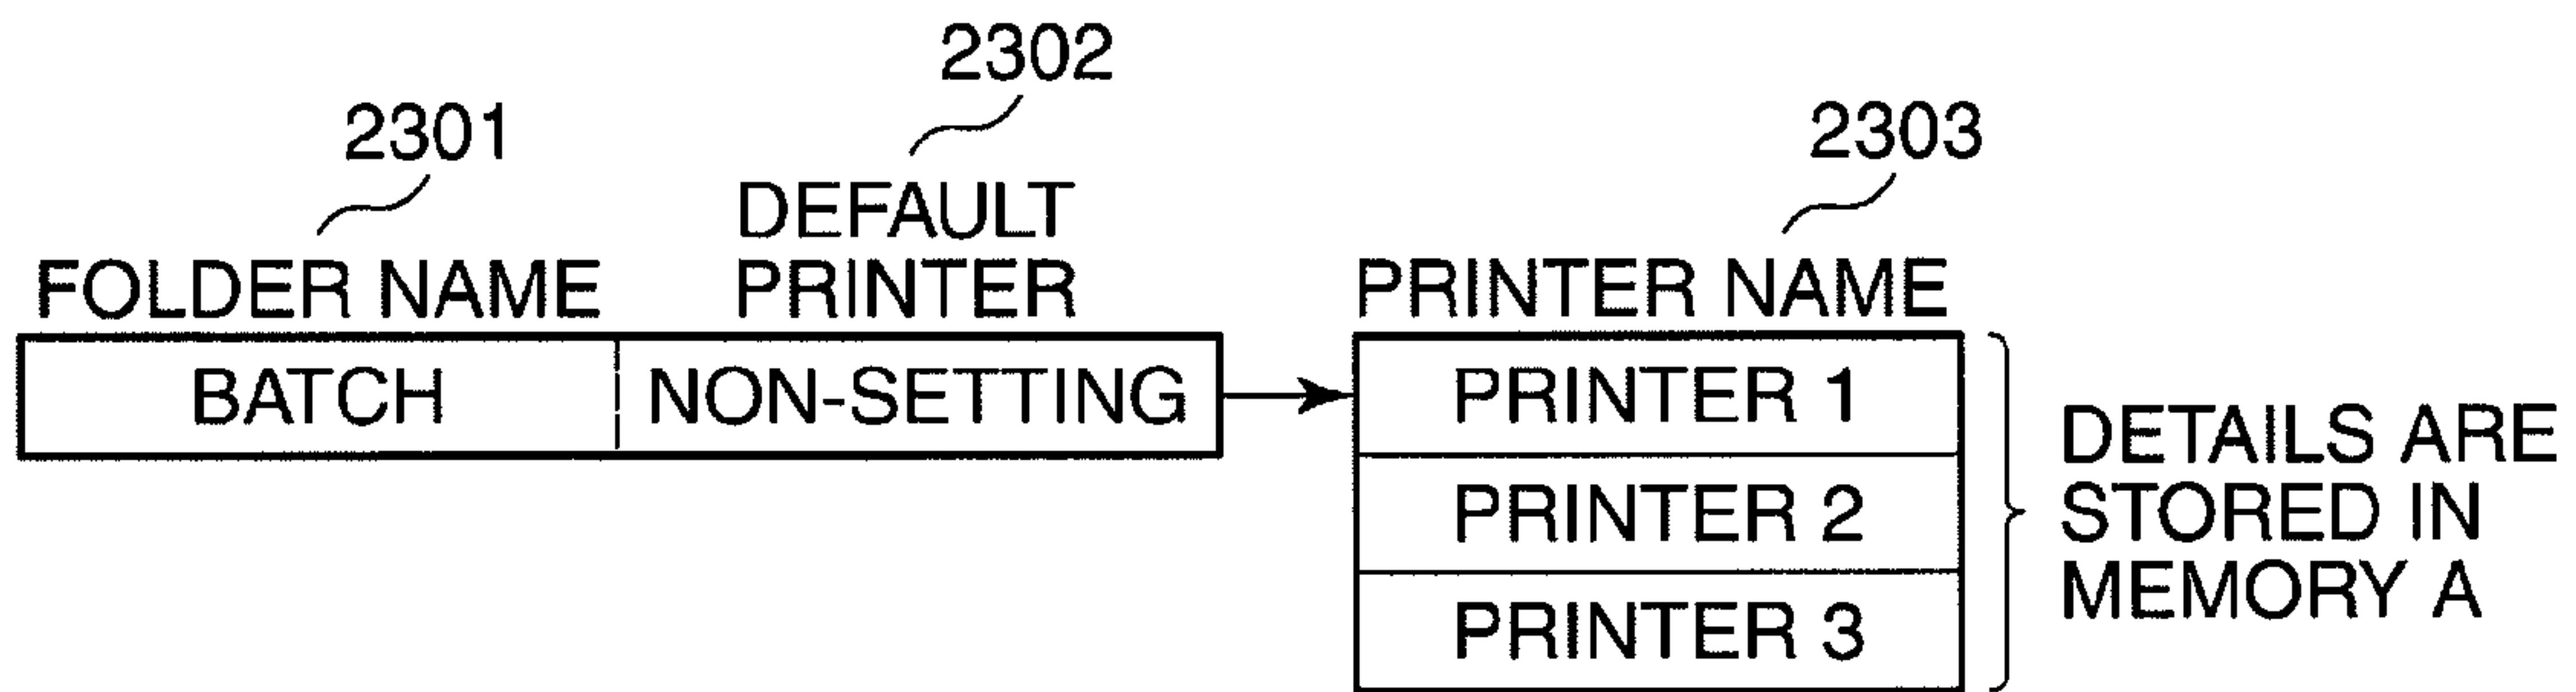 2302
2301
2303
DEFAULT
FOLDER NAME
PRINTER
PRINTER NAME
BATCH
NON-SETTING
PRINTER 1
PRINTER 2
PRINTER 3
DETAILS ARE
STORED IN
MEMORY A